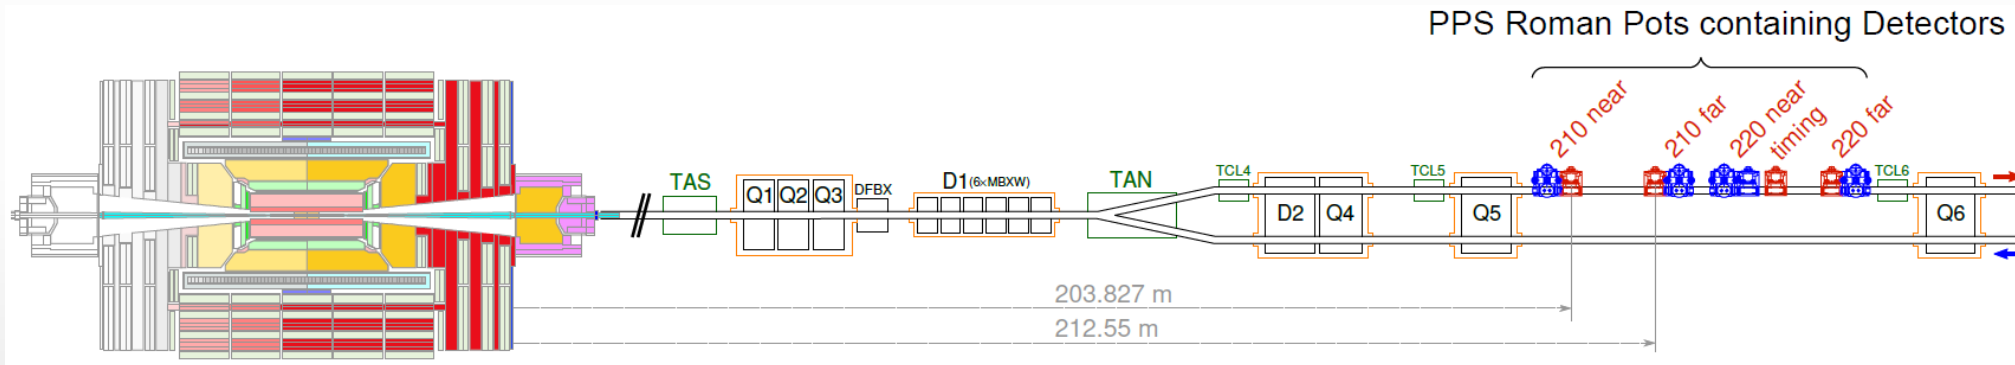 PPS Roman Pots containing Detectors
210 near
210 far
220 near
timing
220 far
TAS
Q1 Q2 Q3
DFBX
D1(6×MBXW)
TAN
TCL4
D2
Q4
TCL5
Q5
TCL6
Q6
203.827 m
212.55 m